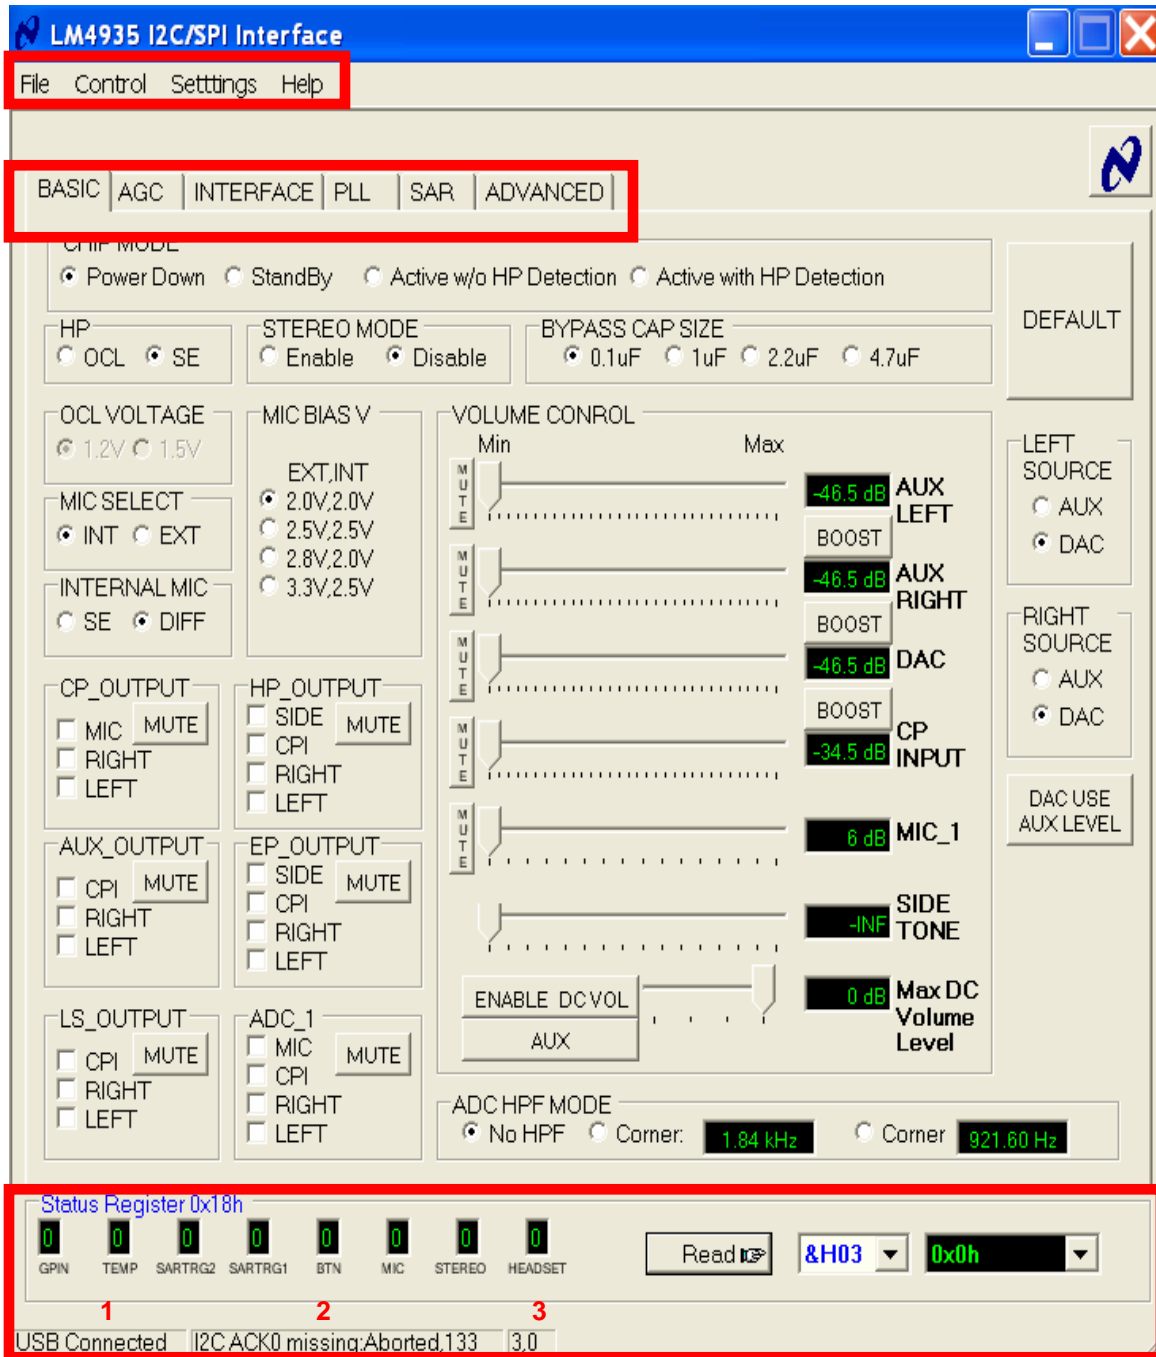 LM4935 I2C/SPI Interface
File Control Setttings Help
BASIC AGC INTERFACE PLL SAR ADVANCED
CHIP MODE
Power Down StandBy Active w/o HP Detection Active with HP Detection
DEFAULT
HP
OCL SE
STEREO MODE
Enable Disable
BYPASS CAP SIZE
0.1uF 1uF 2.2uF 4.7uF
OCL VOLTAGE
1.2V 1.5V
MIC SELECT
INT EXT
INTERNAL MIC
SE DIFF
MIC BIAS V
EXT,INT
2.0V,2.0V
2.5V,2.5V
2.8V,2.0V
3.3V,2.5V
VOLUME CONROL
Min Max
MUTE -46.5 dB AUX LEFT
BOOST
MUTE -46.5 dB AUX RIGHT
BOOST
MUTE -46.5 dB DAC
BOOST
MUTE -34.5 dB CP INPUT
MUTE 6 dB MIC_1
-INF SIDE TONE
ENABLE DC VOL 0 dB Max DC Volume Level
AUX
LEFT SOURCE
AUX
DAC
RIGHT SOURCE
AUX
DAC
DAC USE AUX LEVEL
CP_OUTPUT
MIC MUTE
RIGHT
LEFT
HP_OUTPUT
SIDE MUTE
CPI
RIGHT
LEFT
AUX_OUTPUT
CPI MUTE
RIGHT
LEFT
EP_OUTPUT
SIDE MUTE
CPI
RIGHT
LEFT
LS_OUTPUT
CPI MUTE
RIGHT
LEFT
ADC_1
MIC MUTE
CPI
RIGHT
LEFT
ADC HPF MODE
No HPF Corner: 1.84 kHz Corner 921.60 Hz
Status Register 0x18h
0 0 0 0 0 0 0 0
GPIN TEMP SARTRG2 SARTRG1 BTN MIC STEREO HEADSET
Read &H03 0x0h
1 2 3
USB Connected I2C ACK0 missing:Aborted,133 3,0